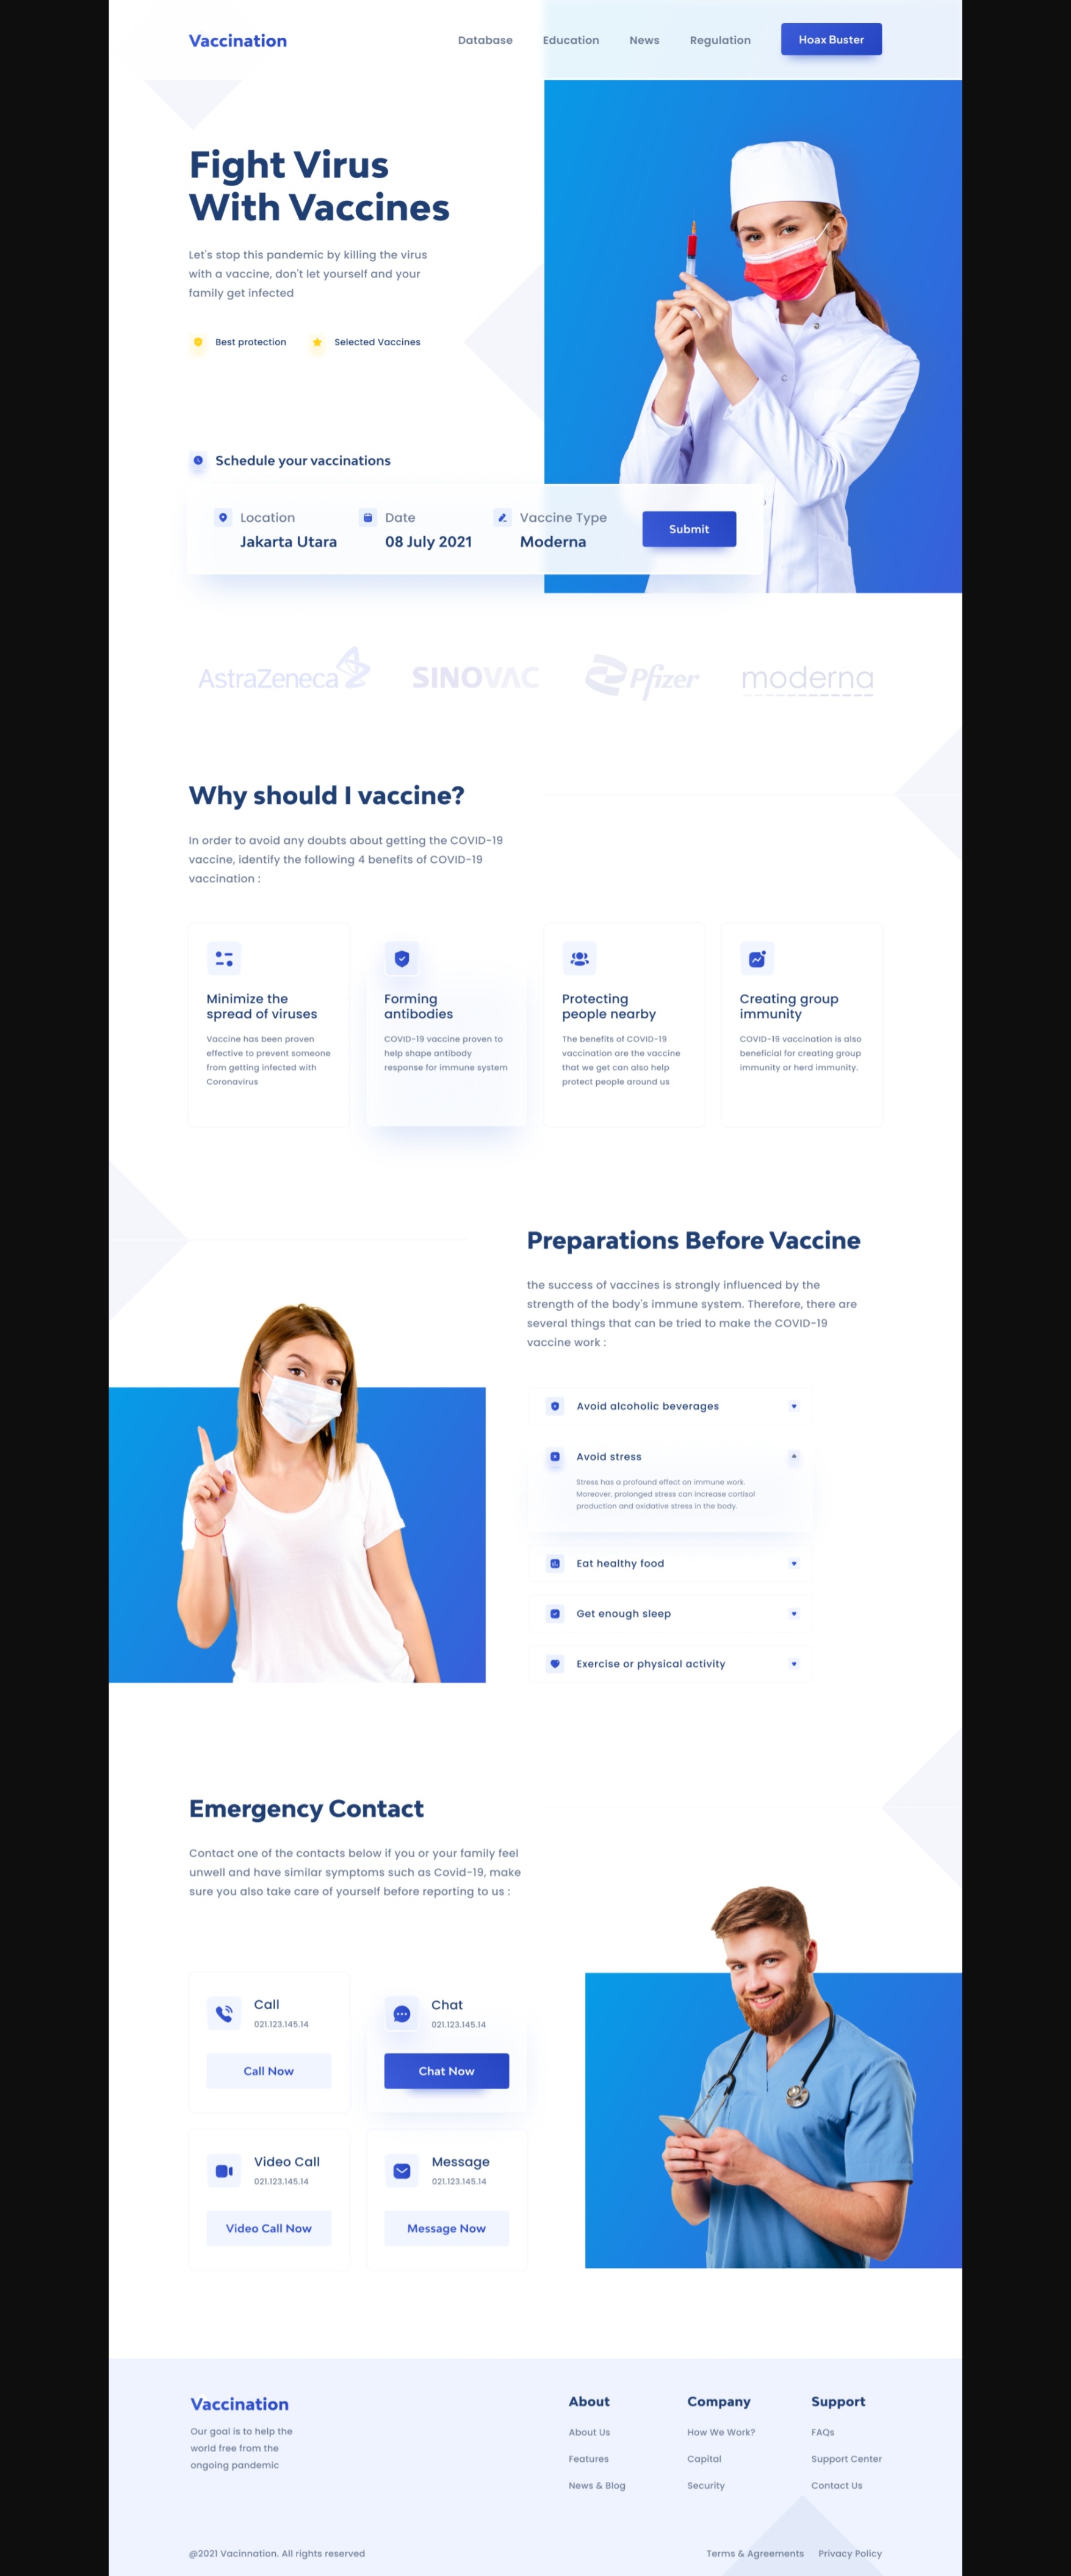 Vaccination
Database
Education
News
Regulation
Hoax Buster
Fight Virus
With Vaccines
Let's stop this pandemic by killing the virus
with a vaccine, don't let yourself and your
family get infected
Best protection
Selected Vaccines
Schedule your vaccinations
Location
Jakarta Utara
Date
08 July 2021
Vaccine Type
Moderna
Submit
AstraZeneca
SINOVAC
Pfizer
moderna
Why should I vaccine?
In order to avoid any doubts about getting the COVID-19
vaccine, identify the following 4 benefits of COVID-19
vaccination :
Minimize the
spread of viruses
Vaccine has been proven
effective to prevent someone
from getting infected with
Coronavirus
Forming
antibodies
COVID-19 vaccine proven to
help shape antibody
response for immune system
Protecting
people nearby
The benefits of COVID-19
vaccination are the vaccine
that we get can also help
protect people around us
Creating group
immunity
COVID-19 vaccination is also
beneficial for creating group
immunity or herd immunity.
Preparations Before Vaccine
the success of vaccines is strongly influenced by the
strength of the body's immune system. Therefore, there are
several things that can be tried to make the COVID-19
vaccine work :
Avoid alcoholic beverages
Avoid stress
Stress has a profound effect on immune work.
Moreover, prolonged stress can increase cortisol
production and oxidative stress in the body.
Eat healthy food
Get enough sleep
Exercise or physical activity
Emergency Contact
Contact one of the contacts below if you or your family feel
unwell and have similar symptoms such as Covid-19, make
sure you also take care of yourself before reporting to us :
Call
021.123.145.14
Call Now
Chat
021.123.145.14
Chat Now
Video Call
021.123.145.14
Video Call Now
Message
021.123.145.14
Message Now
Vaccination
Our goal is to help the
world free from the
ongoing pandemic
About
About Us
Features
News & Blog
Company
How We Work?
Capital
Security
Support
FAQs
Support Center
Contact Us
@2021 Vacinnation. All rights reserved
Terms & Agreements
Privacy Policy